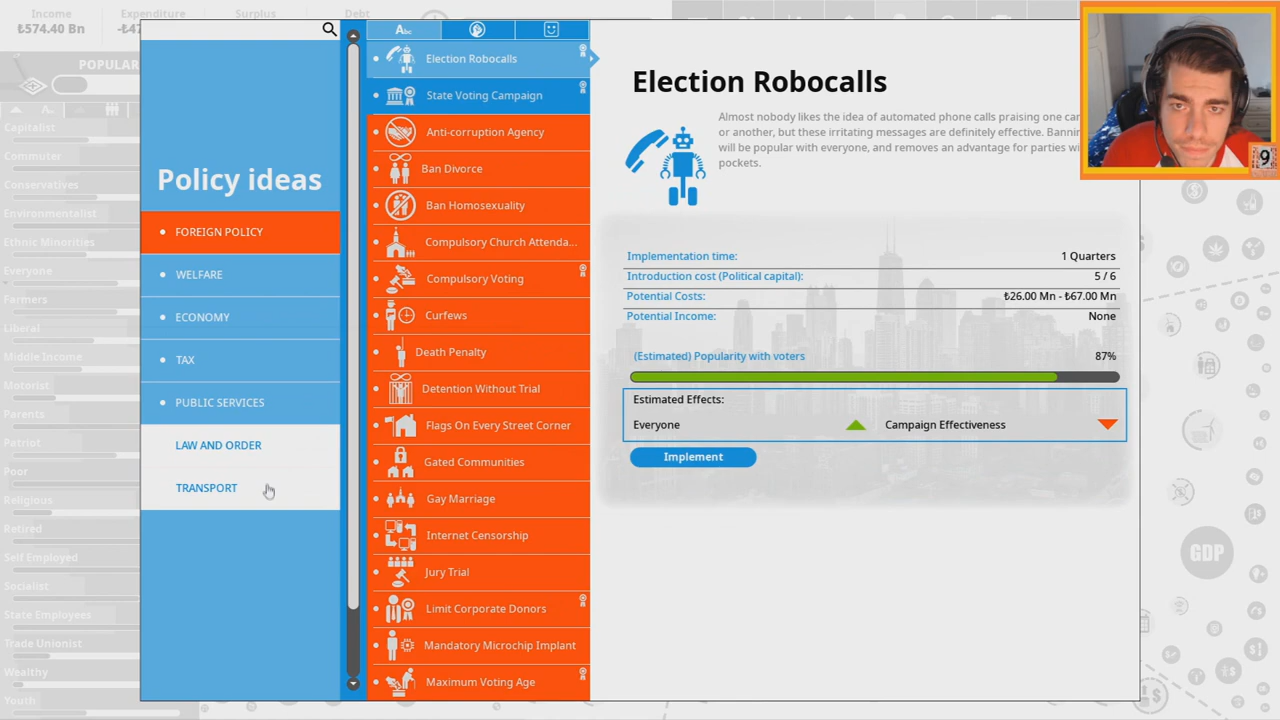 Income
Expenditure
Surplus
Debt
₺574.40 Bn
-₺47
POPULAR
Abc
Capitalist
Commuter
Conservatives
Environmentalist
Ethnic Minorities
Everyone
Farmers
Liberal
Middle Income
Motorist
Parents
Patriot
Poor
Religious
Retired
Self Employed
Socialist
State Employees
Trade Unionist
Wealthy
Youth
Policy ideas
FOREIGN POLICY
WELFARE
ECONOMY
TAX
PUBLIC SERVICES
LAW AND ORDER
TRANSPORT
Abc
Election Robocalls
State Voting Campaign
Anti-corruption Agency
Ban Divorce
Ban Homosexuality
Compulsory Church Attenda...
Compulsory Voting
Curfews
Death Penalty
Detention Without Trial
Flags On Every Street Corner
Gated Communities
Gay Marriage
Internet Censorship
Jury Trial
Limit Corporate Donors
Mandatory Microchip Implant
Maximum Voting Age
Election Robocalls
Almost nobody likes the idea of automated phone calls praising one can
or another, but these irritating messages are definitely effective. Bannin
will be popular with everyone, and removes an advantage for parties wi
pockets.
Implementation time: 1 Quarters
Introduction cost (Political capital): 5 / 6
Potential Costs: ₺26.00 Mn - ₺67.00 Mn
Potential Income: None
(Estimated) Popularity with voters 87%
Estimated Effects:
Everyone Campaign Effectiveness
Implement
GDP
9